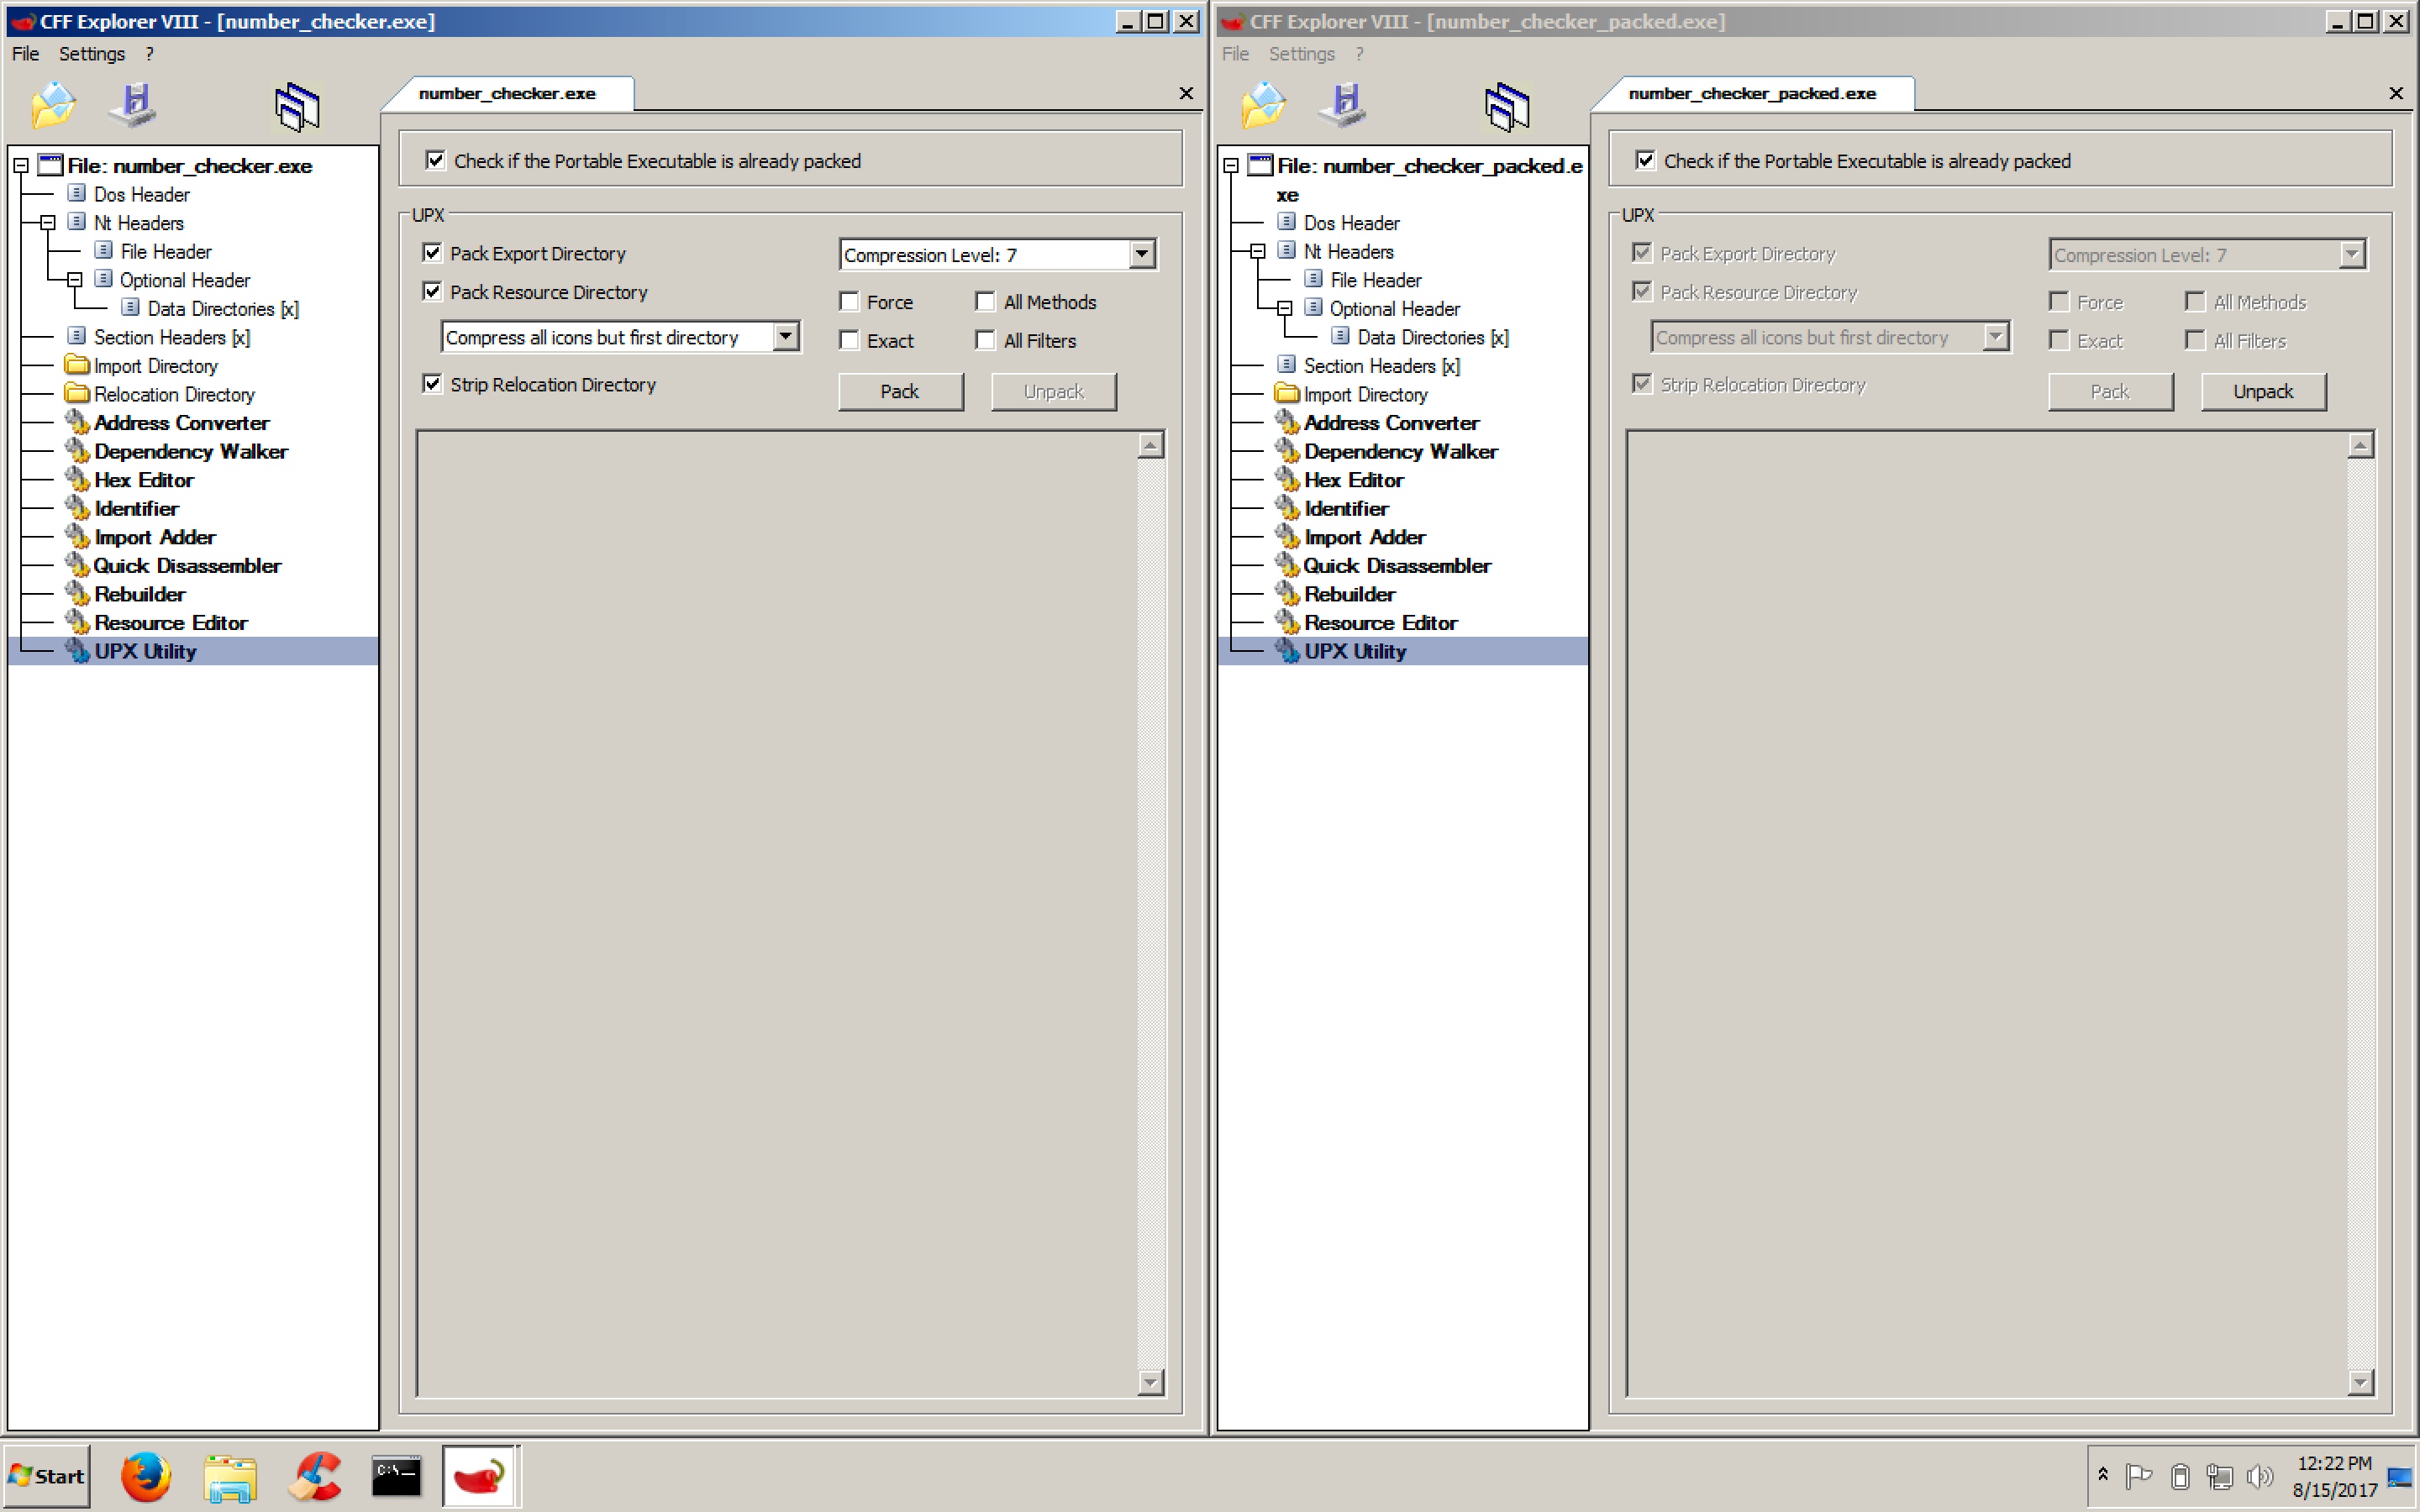 CFF Explorer VIII - [number_checker.exe]
File Settings ?
number_checker.exe
File: number_checker.exe
Dos Header
Nt Headers
File Header
Optional Header
Data Directories [x]
Section Headers [x]
Import Directory
Relocation Directory
Address Converter
Dependency Walker
Hex Editor
Identifier
Import Adder
Quick Disassembler
Rebuilder
Resource Editor
UPX Utility
Check if the Portable Executable is already packed
UPX
Pack Export Directory
Compression Level: 7
Pack Resource Directory
Force All Methods
Compress all icons but first directory
Exact All Filters
Strip Relocation Directory
Pack Unpack
CFF Explorer VIII - [number_checker_packed.exe]
File Settings ?
number_checker_packed.exe
File: number_checker_packed.e
xe
Dos Header
Nt Headers
File Header
Optional Header
Data Directories [x]
Section Headers [x]
Import Directory
Address Converter
Dependency Walker
Hex Editor
Identifier
Import Adder
Quick Disassembler
Rebuilder
Resource Editor
UPX Utility
Check if the Portable Executable is already packed
UPX
Pack Export Directory
Compression Level: 7
Pack Resource Directory
Force All Methods
Compress all icons but first directory
Exact All Filters
Strip Relocation Directory
Pack Unpack
Start
C:\_
12:22 PM
8/15/2017